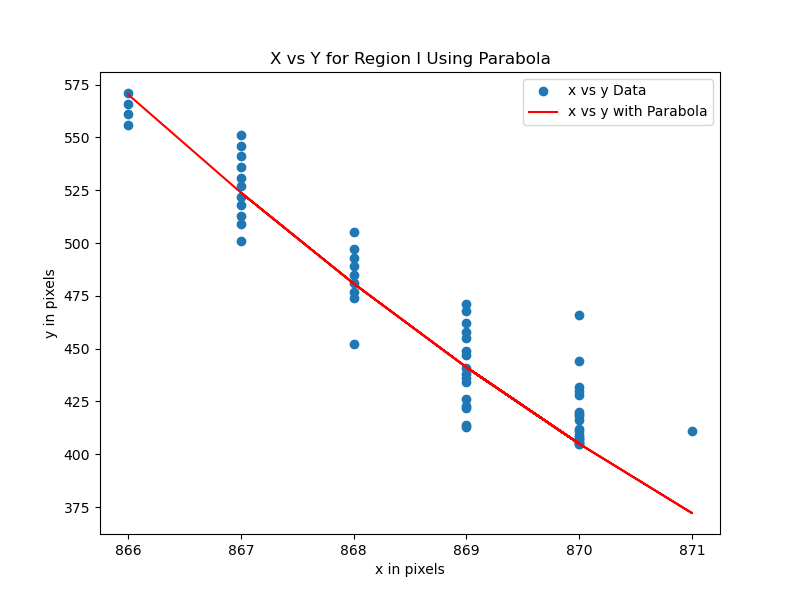 X vs Y for Region I Using Parabola
x vs y Data
x vs y with Parabola
575
550
525
500
475
450
425
400
375
y in pixels
866 867 868 869 870 871
x in pixels